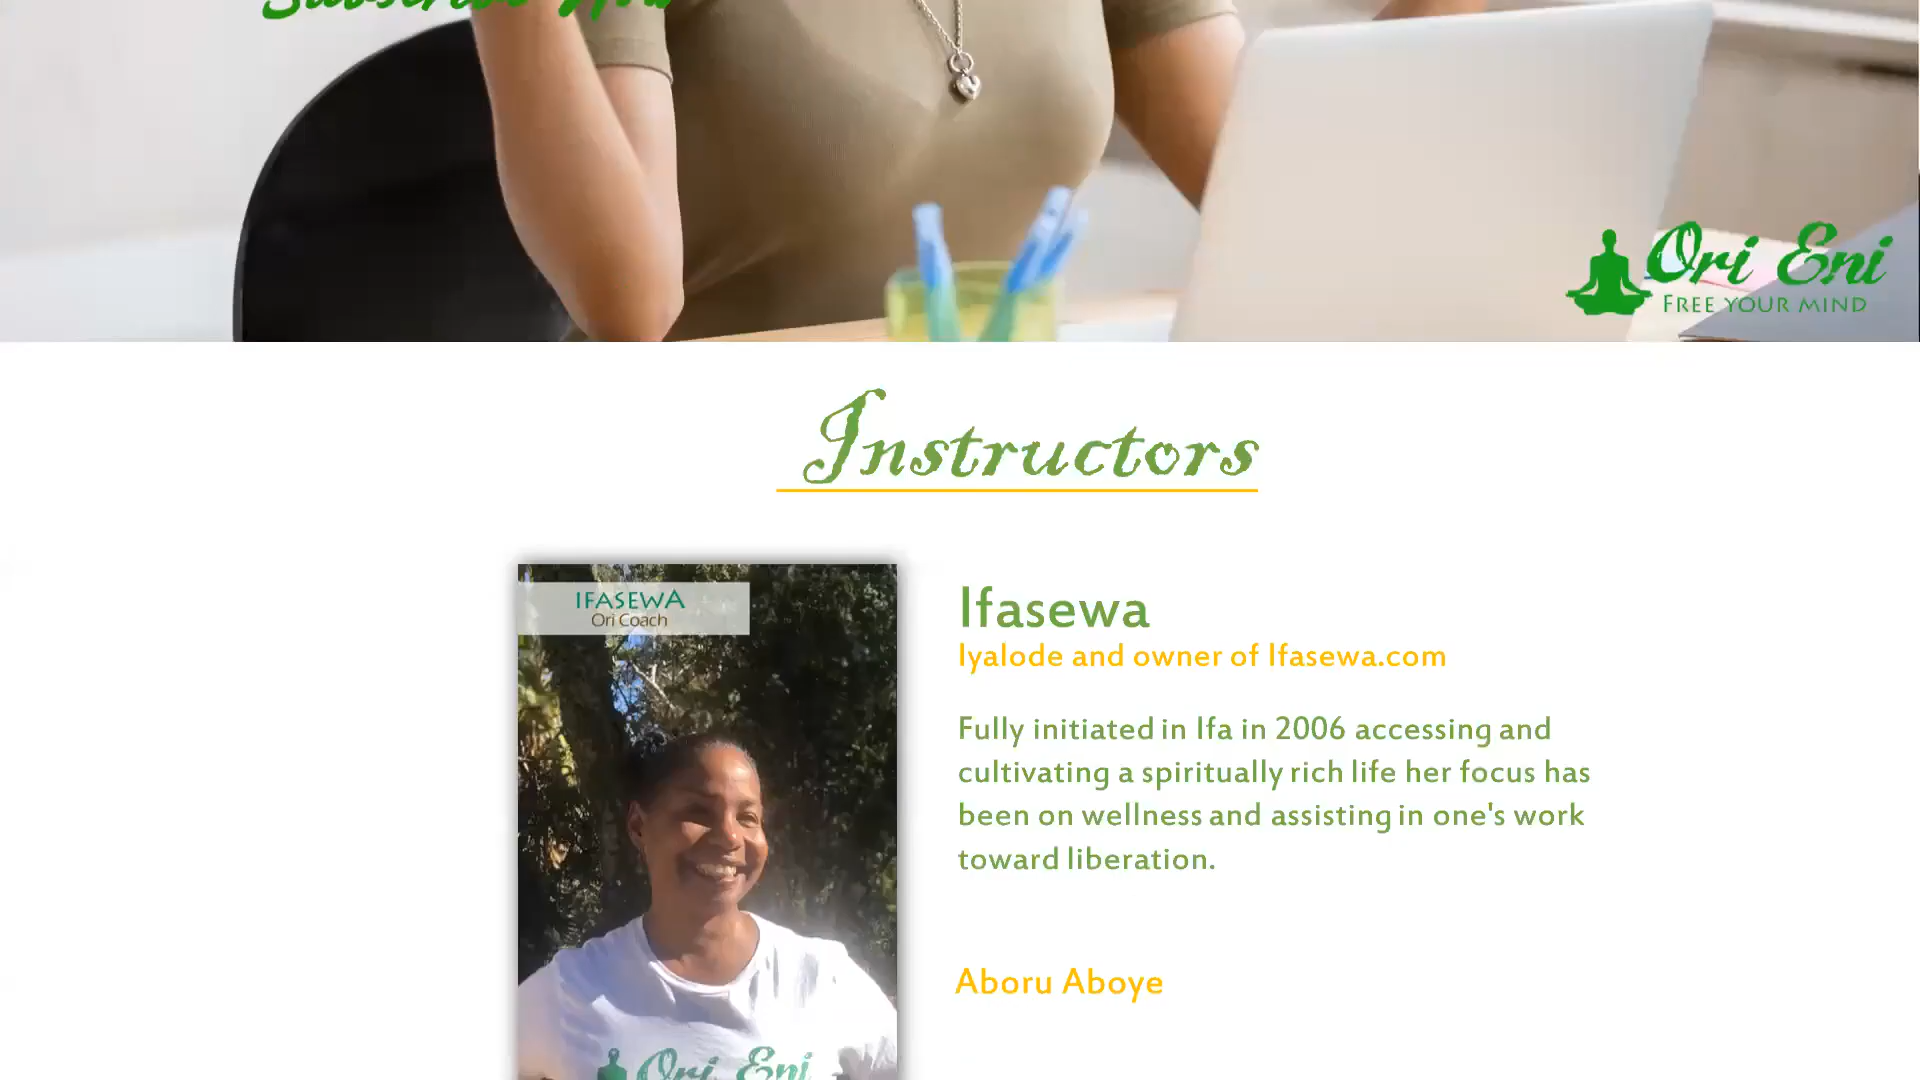 Ori Eni
FREE YOUR MIND
Instructors
IFASEWA
Ori Coach
Ifasewa
Iyalode and owner of Ifasewa.com
Fully initiated in Ifa in 2006 accessing and
cultivating a spiritually rich life her focus has
been on wellness and assisting in one's work
toward liberation.
Aboru Aboye
Ori Eni